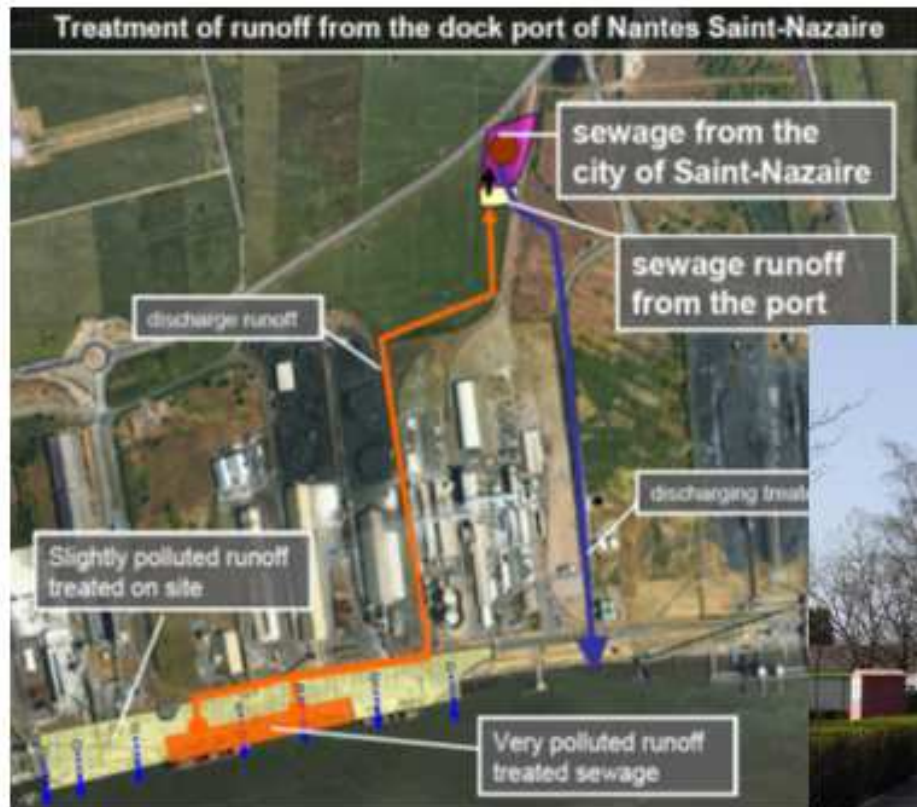 Treatment of runoff from the dock port of Nantes Saint-Nazaire
sewage from the
city of Saint-Nazaire
sewage runoff
from the port
discharge runoff
discharging
Slightly polluted runoff
treated on site
Very polluted runoff
treated sewage